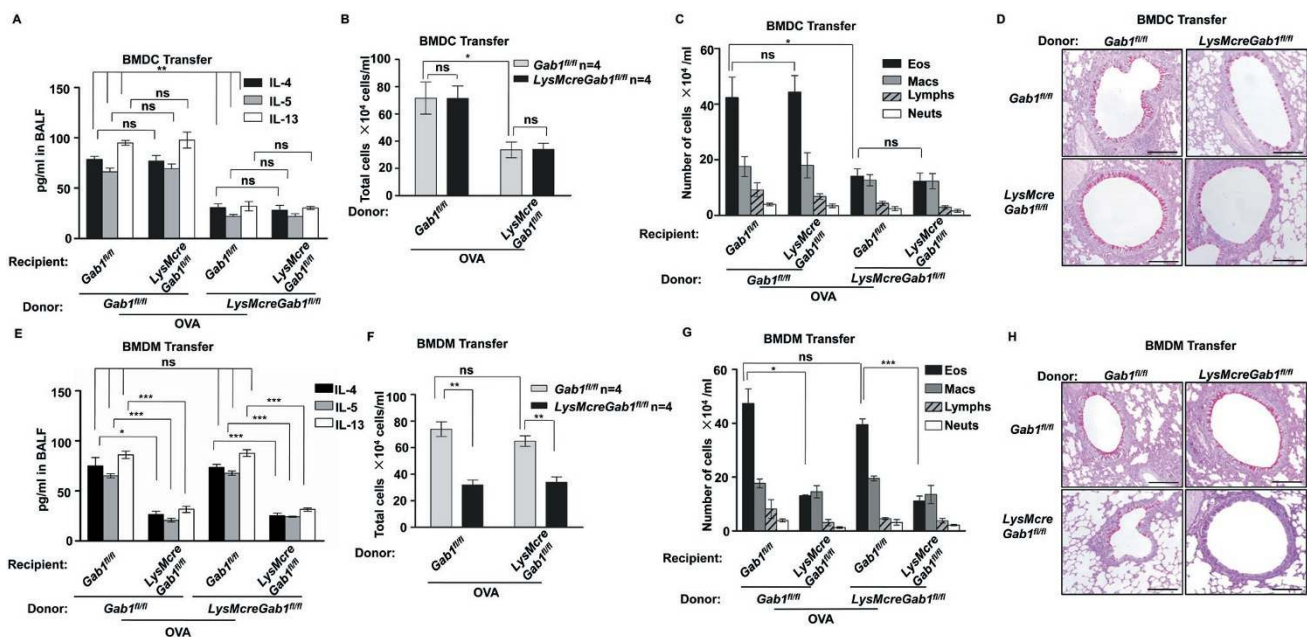 A
BMDC Transfer
**
ns
ns
ns
ns
ns
ns
IL-4
IL-5
IL-13
pg/ml in BALF
150
100
50
0
Recipient:
Gab1fl/fl
LysMcre Gab1fl/fl
Gab1fl/fl
LysMcre Gab1fl/fl
Donor:
Gab1fl/fl
LysMcreGab1fl/fl
OVA
B
BMDC Transfer
*
ns
ns
Gab1fl/fl n=4
LysMcreGab1fl/fl n=4
Total cells ×10⁴ cells/ml
100
80
60
40
20
0
Donor:
Gab1fl/fl
LysMcre Gab1fl/fl
OVA
C
BMDC Transfer
*
ns
ns
Eos
Macs
Lymphs
Neuts
Number of cells ×10⁴ /ml
60
40
20
0
Recipient:
Gab1fl/fl
LysMcre Gab1fl/fl
Gab1fl/fl
LysMcre Gab1fl/fl
Donor:
Gab1fl/fl
LysMcreGab1fl/fl
OVA
D
BMDC Transfer
Donor:
Gab1fl/fl
LysMcreGab1fl/fl
Gab1fl/fl
LysMcre
Gab1fl/fl
E
BMDM Transfer
ns
***
***
*
***
***
***
IL-4
IL-5
IL-13
pg/ml in BALF
150
100
50
0
Recipient:
Gab1fl/fl
LysMcre Gab1fl/fl
Gab1fl/fl
LysMcre Gab1fl/fl
Donor:
Gab1fl/fl
LysMcreGab1fl/fl
OVA
F
BMDM Transfer
ns
**
**
Gab1fl/fl n=4
LysMcreGab1fl/fl n=4
Total cells ×10⁴ cells/ml
100
80
60
40
20
0
Donor:
Gab1fl/fl
LysMcre Gab1fl/fl
OVA
G
BMDM Transfer
ns
*
***
Eos
Macs
Lymphs
Neuts
Number of cells ×10⁴ /ml
60
40
20
0
Recipient:
Gab1fl/fl
LysMcre Gab1fl/fl
Gab1fl/fl
LysMcre Gab1fl/fl
Donor:
Gab1fl/fl
LysMcreGab1fl/fl
OVA
H
BMDM Transfer
Donor:
Gab1fl/fl
LysMcreGab1fl/fl
Gab1fl/fl
LysMcre
Gab1fl/fl